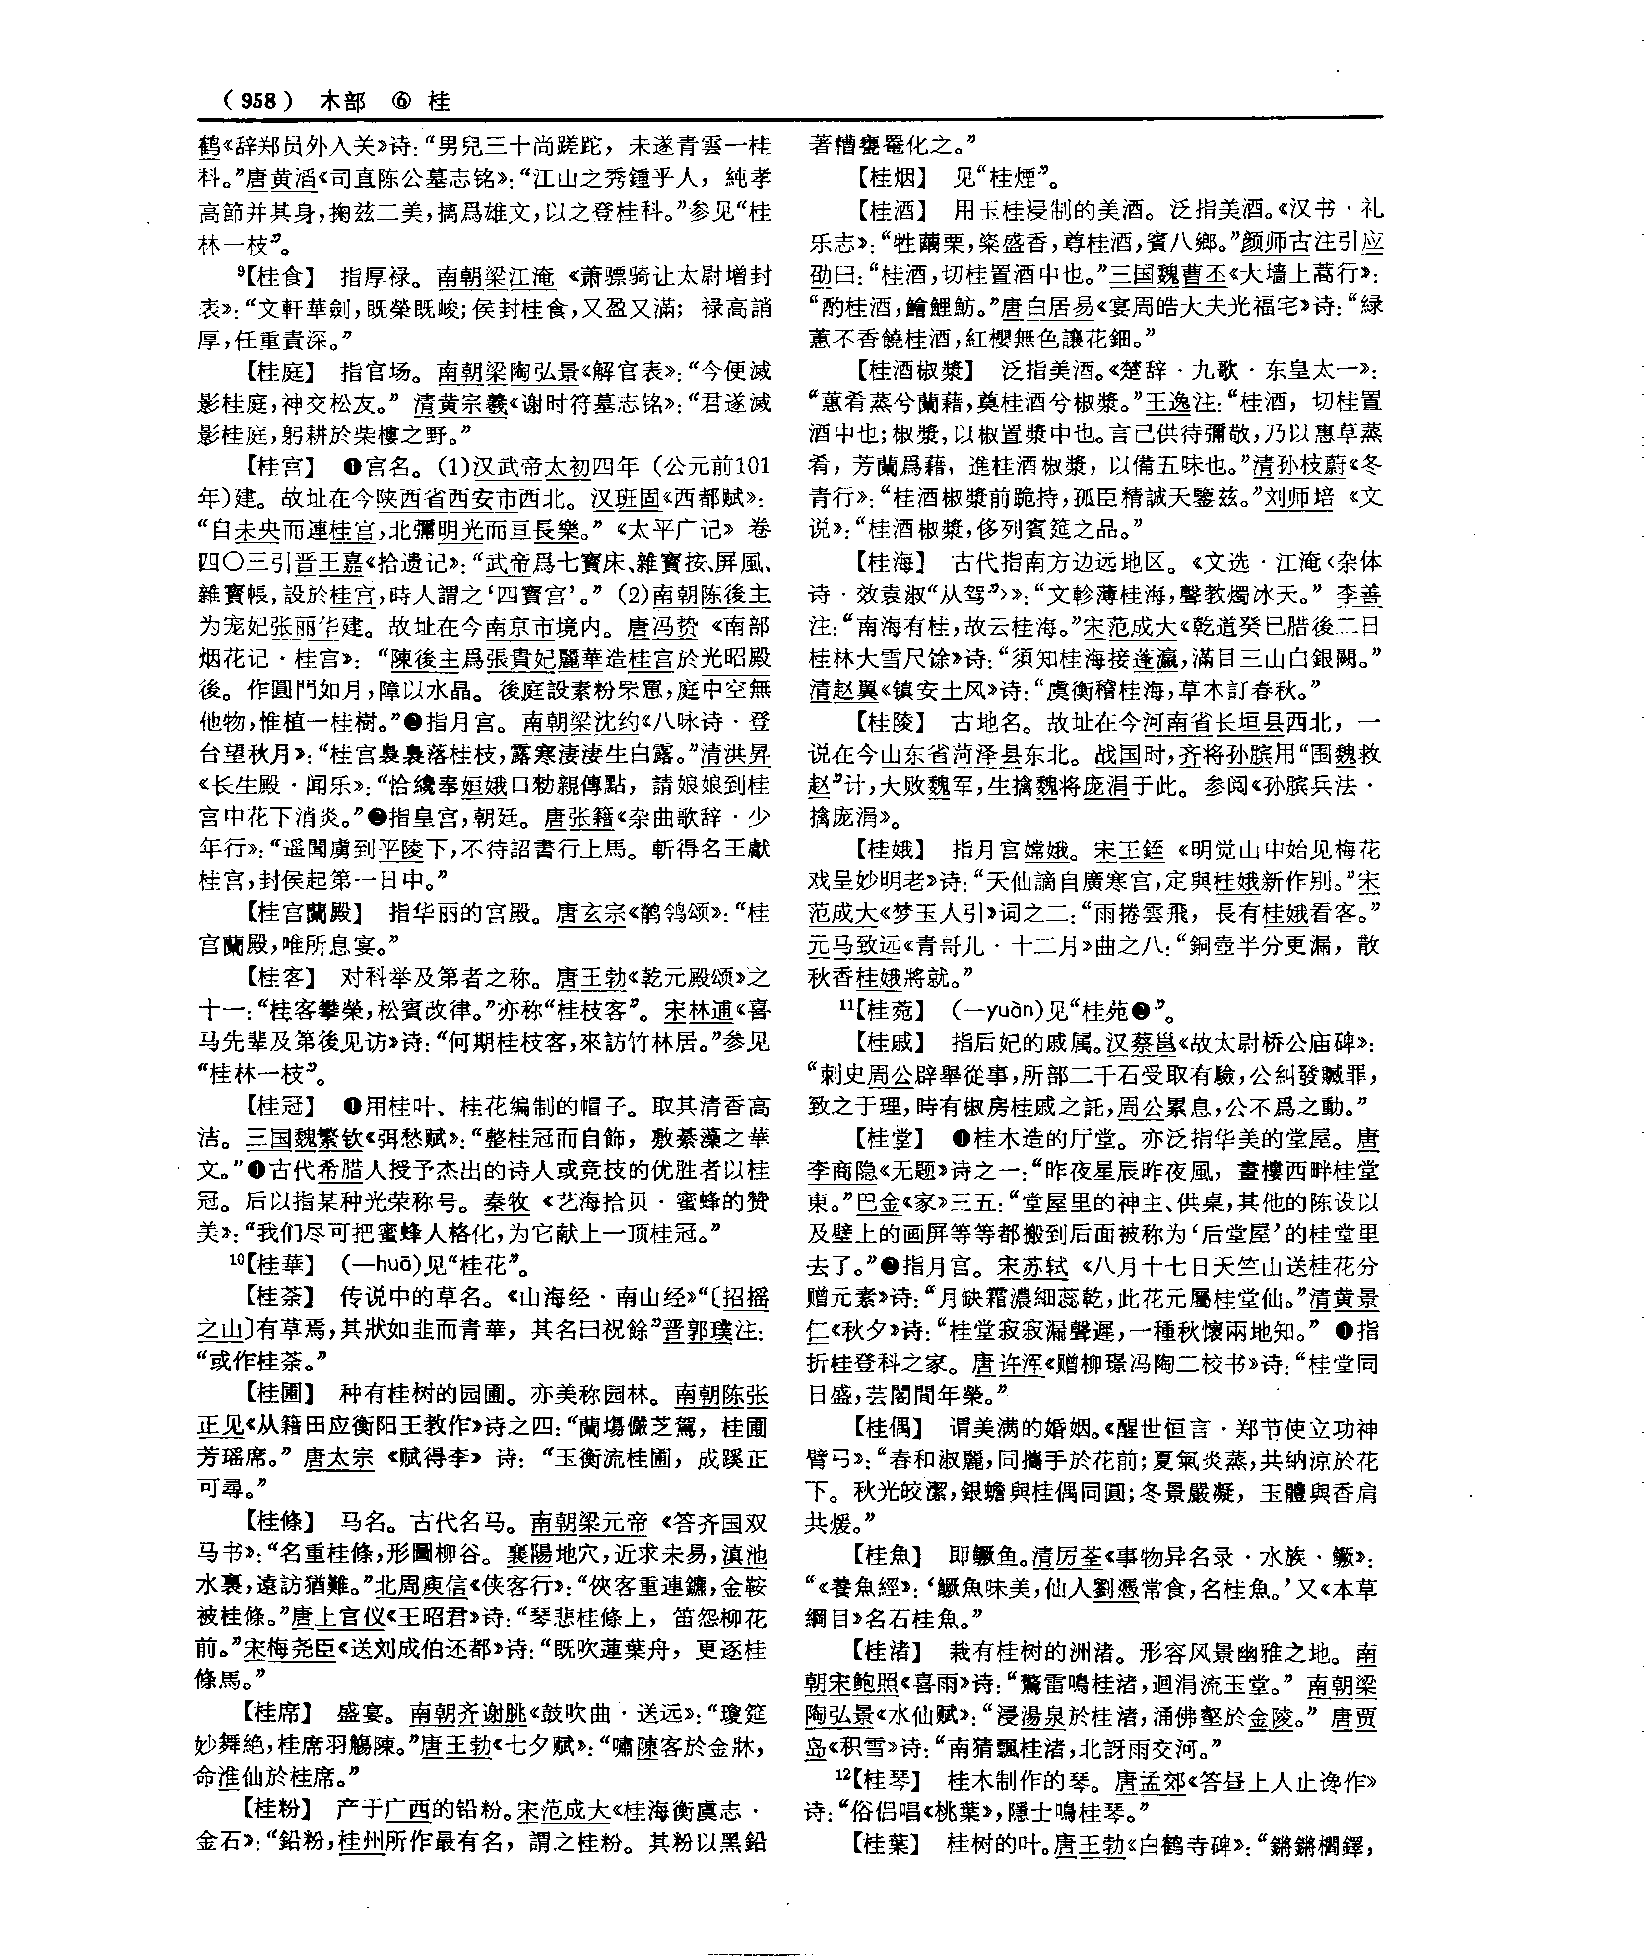 （958） 木部 ⑥ 桂
鹤《辞郑员外入关》诗：“男兒三十尚蹉跎，未遂青雲一桂
科。”唐黄滔《司直陈公墓志铭》：“江山之秀鍾乎人，純孝
高節并其身，掬兹二美，摛爲雄文，以之登桂科。”参见“桂
林一枝”。
⁹【桂食】 指厚禄。南朝梁江淹《萧骠骑让太尉增封
表》：“文軒華劍，既榮既峻；侯封桂食，又盈又滿；禄高誚
厚，任重責深。”
【桂庭】 指官场。南朝梁陶弘景《解官表》：“今便滅
影桂庭，神交松友。”清黄宗羲《谢时符墓志铭》：“君遂滅
影桂庭，躬耕於柴樓之野。”
【桂宫】 ❶宫名。（1）汉武帝太初四年（公元前101
年）建。故址在今陕西省西安市西北。汉班固《西都赋》：
“自未央而連桂宫，北彌明光而亘長樂。”《太平广记》卷
四〇三引晋王嘉《拾遗记》：“武帝爲七寳床、雜寳按、屏風、
雜寳帳，設於桂宫，時人謂之‘四寳宫’。”（2）南朝陈後主
为宠妃张丽华建。故址在今南京市境内。唐冯贽《南部
烟花记·桂宫》：“陳後主爲張貴妃麗華造桂宫於光昭殿
後。作圓門如月，障以水晶。後庭設素粉罘罳，庭中空無
他物，惟植一桂樹。”❷指月宫。南朝梁沈约《八咏诗·登
台望秋月》：“桂宫裊裊落桂枝，露寒淒淒生白露。”清洪昇
《长生殿·闻乐》：“恰纔奉姮娥口勑親傳點，請娘娘到桂
宫中花下消炎。”❸指皇宫，朝廷。唐张籍《杂曲歌辞·少
年行》：“遥聞虜到平陵下，不待詔書行上馬。斬得名王獻
桂宫，封侯起第一日中。”
【桂宫蘭殿】 指华丽的宫殿。唐玄宗《鹡鸰颂》：“桂
宫蘭殿，唯所息宴。”
【桂客】 对科举及第者之称。唐王勃《乾元殿颂》之
十一：“桂客攀榮，松賓改律。”亦称“桂枝客”。宋林逋《喜
马先辈及第後见访》诗：“何期桂枝客，來訪竹林居。”参见
“桂林一枝”。
【桂冠】 ❶用桂叶、桂花编制的帽子。取其清香高
洁。三国魏繁钦《弭愁赋》：“整桂冠而自飾，敷綦藻之華
文。”❷古代希腊人授予杰出的诗人或竞技的优胜者以桂
冠。后以指某种光荣称号。秦牧《艺海拾贝·蜜蜂的赞
美》：“我们尽可把蜜蜂人格化，为它献上一顶桂冠。”
¹⁰【桂華】 （—huā）见“桂花”。
【桂荼】 传说中的草名。《山海经·南山经》“〔招摇
之山〕有草焉，其狀如韭而青華，其名曰祝餘”晋郭璞注：
“或作桂荼。”
【桂圃】 种有桂树的园圃。亦美称园林。南朝陈张
正见《从籍田应衡阳王教作》诗之四：“蘭場儼芝駕，桂圃
芳瑶席。”唐太宗《赋得李》诗：“玉衡流桂圃，成蹊正
可尋。”
【桂條】 马名。古代名马。南朝梁元帝《答齐国双
马书》：“名重桂條，形圖柳谷。襄陽地穴，近求未易，滇池
水裏，遠訪猶難。”北周庾信《侠客行》：“俠客重連鑣，金鞍
被桂條。”唐上官仪《王昭君》诗：“琴悲桂條上，笛怨柳花
前。”宋梅尧臣《送刘成伯还都》诗：“既吹蓮葉舟，更逐桂
條馬。”
【桂席】 盛宴。南朝齐谢朓《鼓吹曲·送远》：“瓊筵
妙舞絶，桂席羽觴陳。”唐王勃《七夕赋》：“嘯陳客於金牀，
命淮仙於桂席。”
【桂粉】 产于广西的铅粉。宋范成大《桂海衡虞志·
金石》：“鉛粉，桂州所作最有名，謂之桂粉。其粉以黑鉛
著糟甕罨化之。”
【桂烟】 见“桂煙”。
【桂酒】 用玉桂浸制的美酒。泛指美酒。《汉书·礼
乐志》：“牲繭栗，粢盛香，尊桂酒，賓八鄉。”颜师古注引应
劭曰：“桂酒，切桂置酒中也。”三国魏曹丕《大墙上蒿行》：
“酌桂酒，鱠鯉魴。”唐白居易《宴周皓大夫光福宅》诗：“緑
蕙不香饒桂酒，紅櫻無色讓花鈿。”
【桂酒椒漿】 泛指美酒。《楚辞·九歌·东皇太一》：
“蕙肴蒸兮蘭藉，奠桂酒兮椒漿。”王逸注：“桂酒，切桂置
酒中也；椒漿，以椒置漿中也。言己供待彌敬，乃以惠草蒸
肴，芳蘭爲藉，進桂酒椒漿，以備五味也。”清孙枝蔚《冬
青行》：“桂酒椒漿前跪持，孤臣精誠天鑒兹。”刘师培《文
说》：“桂酒椒漿，侈列賓筵之品。”
【桂海】 古代指南方边远地区。《文选·江淹〈杂体
诗·效袁淑“从驾”〉》：“文軫薄桂海，聲教燭冰天。”李善
注：“南海有桂，故云桂海。”宋范成大《乾道癸巳腊後二日
桂林大雪尺馀》诗：“須知桂海接蓬瀛，滿目三山白銀闕。”
清赵翼《镇安土风》诗：“虞衡稽桂海，草木訂春秋。”
【桂陵】 古地名。故址在今河南省长垣县西北，一
说在今山东省菏泽县东北。战国时，齐将孙膑用“围魏救
赵”计，大败魏军，生擒魏将庞涓于此。参阅《孙膑兵法·
擒庞涓》。
【桂娥】 指月宫嫦娥。宋王銍《明觉山中始见梅花
戏呈妙明老》诗：“天仙謫自廣寒宫，定與桂娥新作别。”宋
范成大《梦玉人引》词之二：“雨捲雲飛，長有桂娥看客。”
元马致远《青哥儿·十二月》曲之八：“銅壺半分更漏，散
秋香桂娥將就。”
¹¹【桂菀】 （—yuàn）见“桂苑❷”。
【桂戚】 指后妃的戚属。汉蔡邕《故太尉桥公庙碑》：
“刺史周公辟舉從事，所部二千石受取有驗，公糾發贓罪，
致之于理，時有椒房桂戚之託，周公累息，公不爲之動。”
【桂堂】 ❶桂木造的厅堂。亦泛指华美的堂屋。唐
李商隐《无题》诗之一：“昨夜星辰昨夜風，畫樓西畔桂堂
東。”巴金《家》三五：“堂屋里的神主、供桌，其他的陈设以
及壁上的画屏等等都搬到后面被称为‘后堂屋’的桂堂里
去了。”❷指月宫。宋苏轼《八月十七日天竺山送桂花分
赠元素》诗：“月缺霜濃細蕊乾，此花元屬桂堂仙。”清黄景
仁《秋夕》诗：“桂堂寂寂漏聲遲，一種秋懷兩地知。”❸指
折桂登科之家。唐许浑《赠柳璟冯陶二校书》诗：“桂堂同
日盛，芸閣間年榮。”
【桂偶】 谓美满的婚姻。《醒世恒言·郑节使立功神
臂弓》：“春和淑麗，同攜手於花前；夏氣炎蒸，共纳涼於花
下。秋光皎潔，銀蟾與桂偶同圓；冬景嚴凝，玉體與香肩
共煖。”
【桂魚】 即鳜鱼。清厉荃《事物异名录·水族·鳜》：
“《養魚經》：‘鱖魚味美，仙人劉憑常食，名桂魚。’又《本草
綱目》名石桂魚。”
【桂渚】 栽有桂树的洲渚。形容风景幽雅之地。南
朝宋鲍照《喜雨》诗：“驚雷鳴桂渚，迴涓流玉堂。”南朝梁
陶弘景《水仙赋》：“浸湯泉於桂渚，涌佛壑於金陵。”唐贾
岛《积雪》诗：“南猜飄桂渚，北訝雨交河。”
¹²【桂琴】 桂木制作的琴。唐孟郊《答昼上人止谗作》
诗：“俗侣唱《桃葉》，隱士鳴桂琴。”
【桂葉】 桂树的叶。唐王勃《白鹤寺碑》：“鏘鏘櫩鐸，